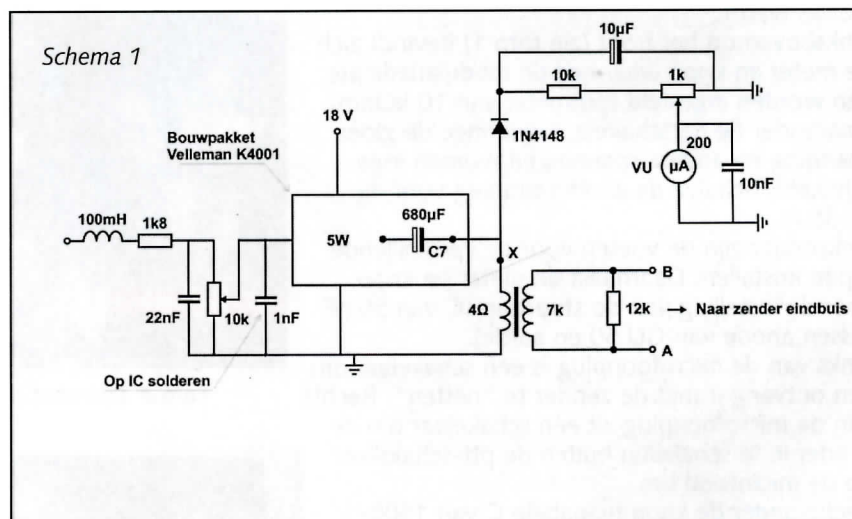 Schema 1
10µF
10k
1k
18 V
Bouwpakket
Velleman K4001
1N4148
200
VU
µA
10nF
100mH
1k8
680µF
5W
C7
X
B
4Ω
7k
12k
Naar zender eindbuis
22nF
10k
1nF
A
Op IC solderen